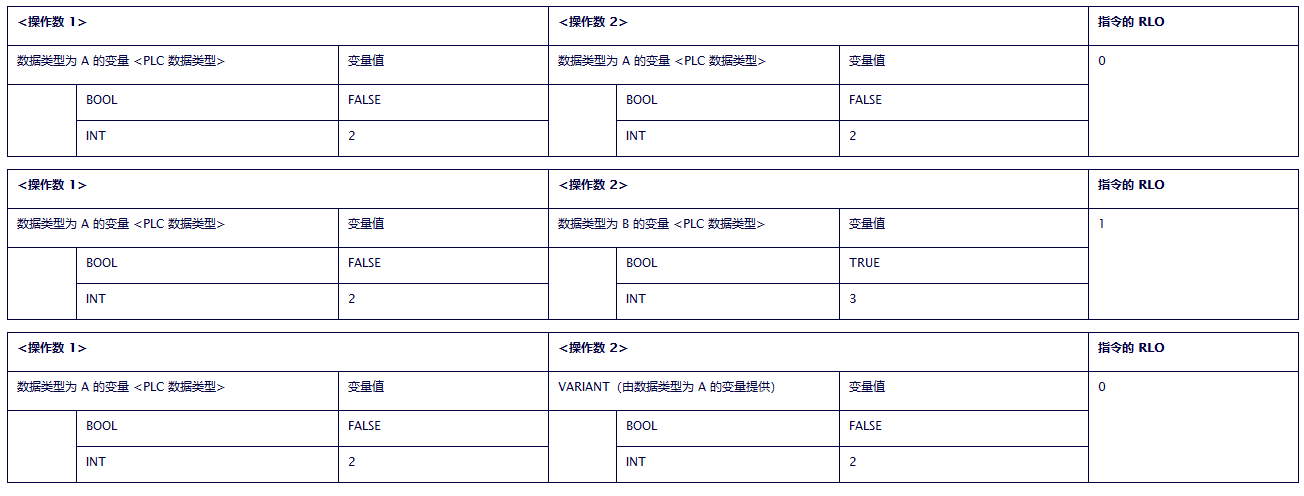 <操作数 1> <操作数 2> 指令的 RLO
数据类型为 A 的变量 <PLC 数据类型> 变量值 数据类型为 A 的变量 <PLC 数据类型> 变量值 0
BOOL FALSE BOOL FALSE
INT 2 INT 2
<操作数 1> <操作数 2> 指令的 RLO
数据类型为 A 的变量 <PLC 数据类型> 变量值 数据类型为 B 的变量 <PLC 数据类型> 变量值 1
BOOL FALSE BOOL TRUE
INT 2 INT 3
<操作数 1> <操作数 2> 指令的 RLO
数据类型为 A 的变量 <PLC 数据类型> 变量值 VARIANT（由数据类型为 A 的变量提供） 变量值 0
BOOL FALSE BOOL FALSE
INT 2 INT 2